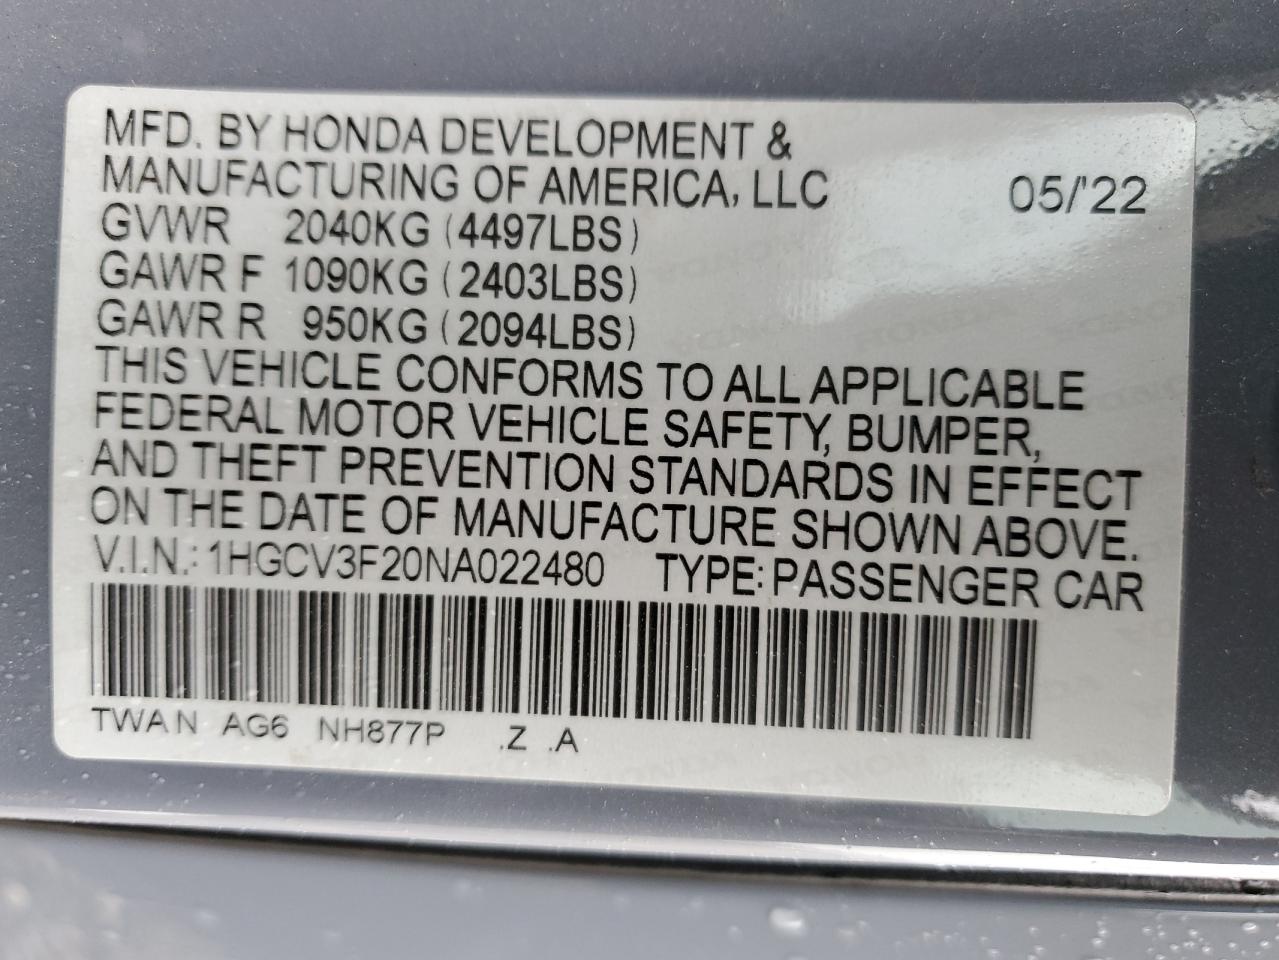 MFD. BY HONDA DEVELOPMENT &
MANUFACTURING OF AMERICA, LLC 05/'22
GVWR 2040KG (4497LBS)
GAWR F 1090KG (2403LBS)
GAWR R 950KG (2094LBS)
THIS VEHICLE CONFORMS TO ALL APPLICABLE
FEDERAL MOTOR VEHICLE SAFETY, BUMPER,
AND THEFT PREVENTION STANDARDS IN EFFECT
ON THE DATE OF MANUFACTURE SHOWN ABOVE.
V.I.N.: 1HGCV3F20NA022480 TYPE: PASSENGER CAR
TWAN AG6 NH877P .Z .A